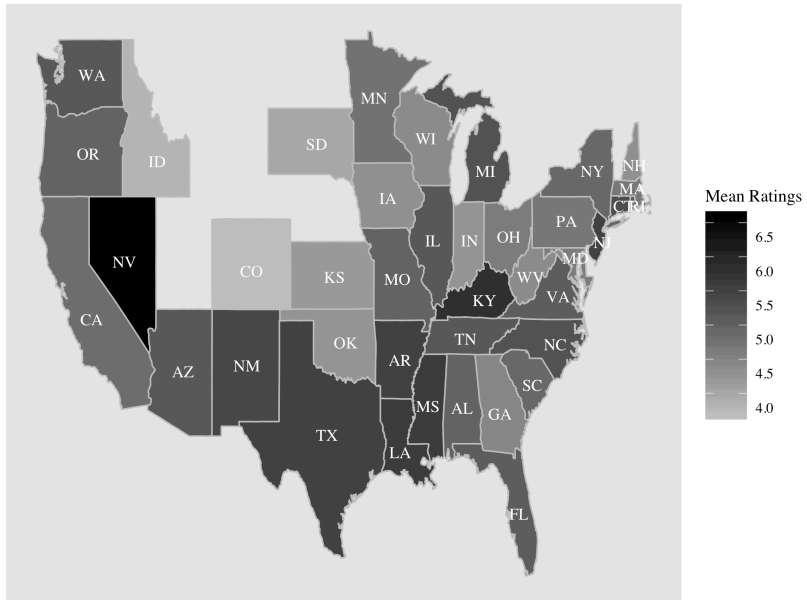 WA
MN
OR
ID
SD
WI
MI
NY
NH
MA
CT
RI
IA
PA
NJ
NV
IL
IN
OH
MD
CO
KS
MO
WV
VA
KY
CA
OK
TN
NC
AZ
NM
AR
SC
TX
MS
AL
GA
LA
FL
Mean Ratings
6.5
6.0
5.5
5.0
4.5
4.0